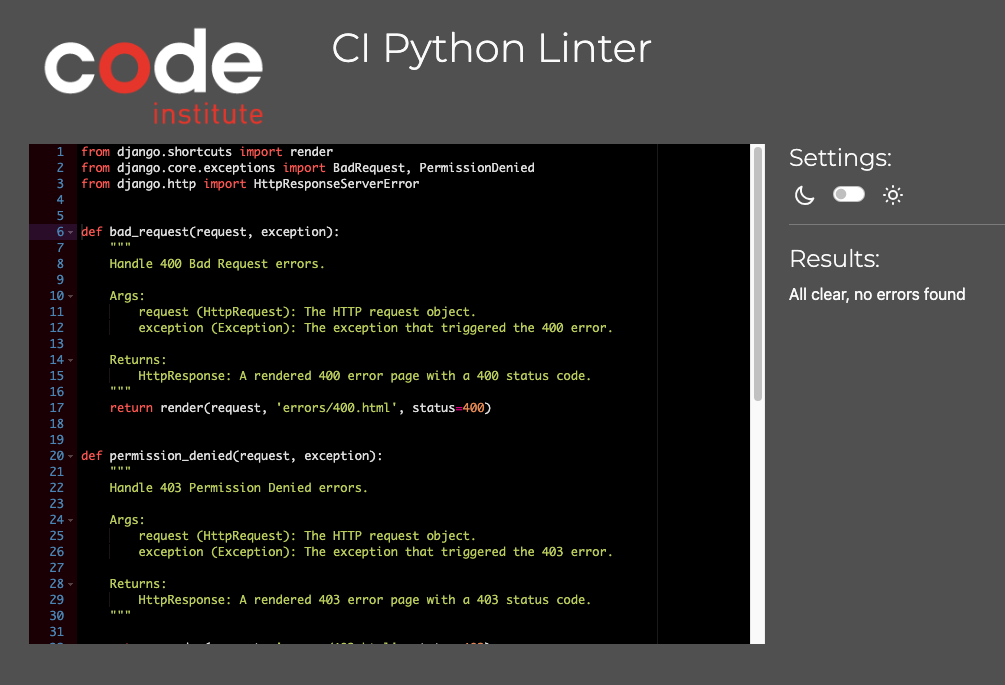 code
institute
CI Python Linter
1 from django.shortcuts import render
2 from django.core.exceptions import BadRequest, PermissionDenied
3 from django.http import HttpResponseServerError
4
5
6 def bad_request(request, exception):
7     """
8     Handle 400 Bad Request errors.
9
10     Args:
11         request (HttpRequest): The HTTP request object.
12         exception (Exception): The exception that triggered the 400 error.
13
14     Returns:
15         HttpResponse: A rendered 400 error page with a 400 status code.
16     """
17     return render(request, 'errors/400.html', status=400)
18
19
20 def permission_denied(request, exception):
21     """
22     Handle 403 Permission Denied errors.
23
24     Args:
25         request (HttpRequest): The HTTP request object.
26         exception (Exception): The exception that triggered the 403 error.
27
28     Returns:
29         HttpResponse: A rendered 403 error page with a 403 status code.
30     """
31
Settings:
Results:
All clear, no errors found